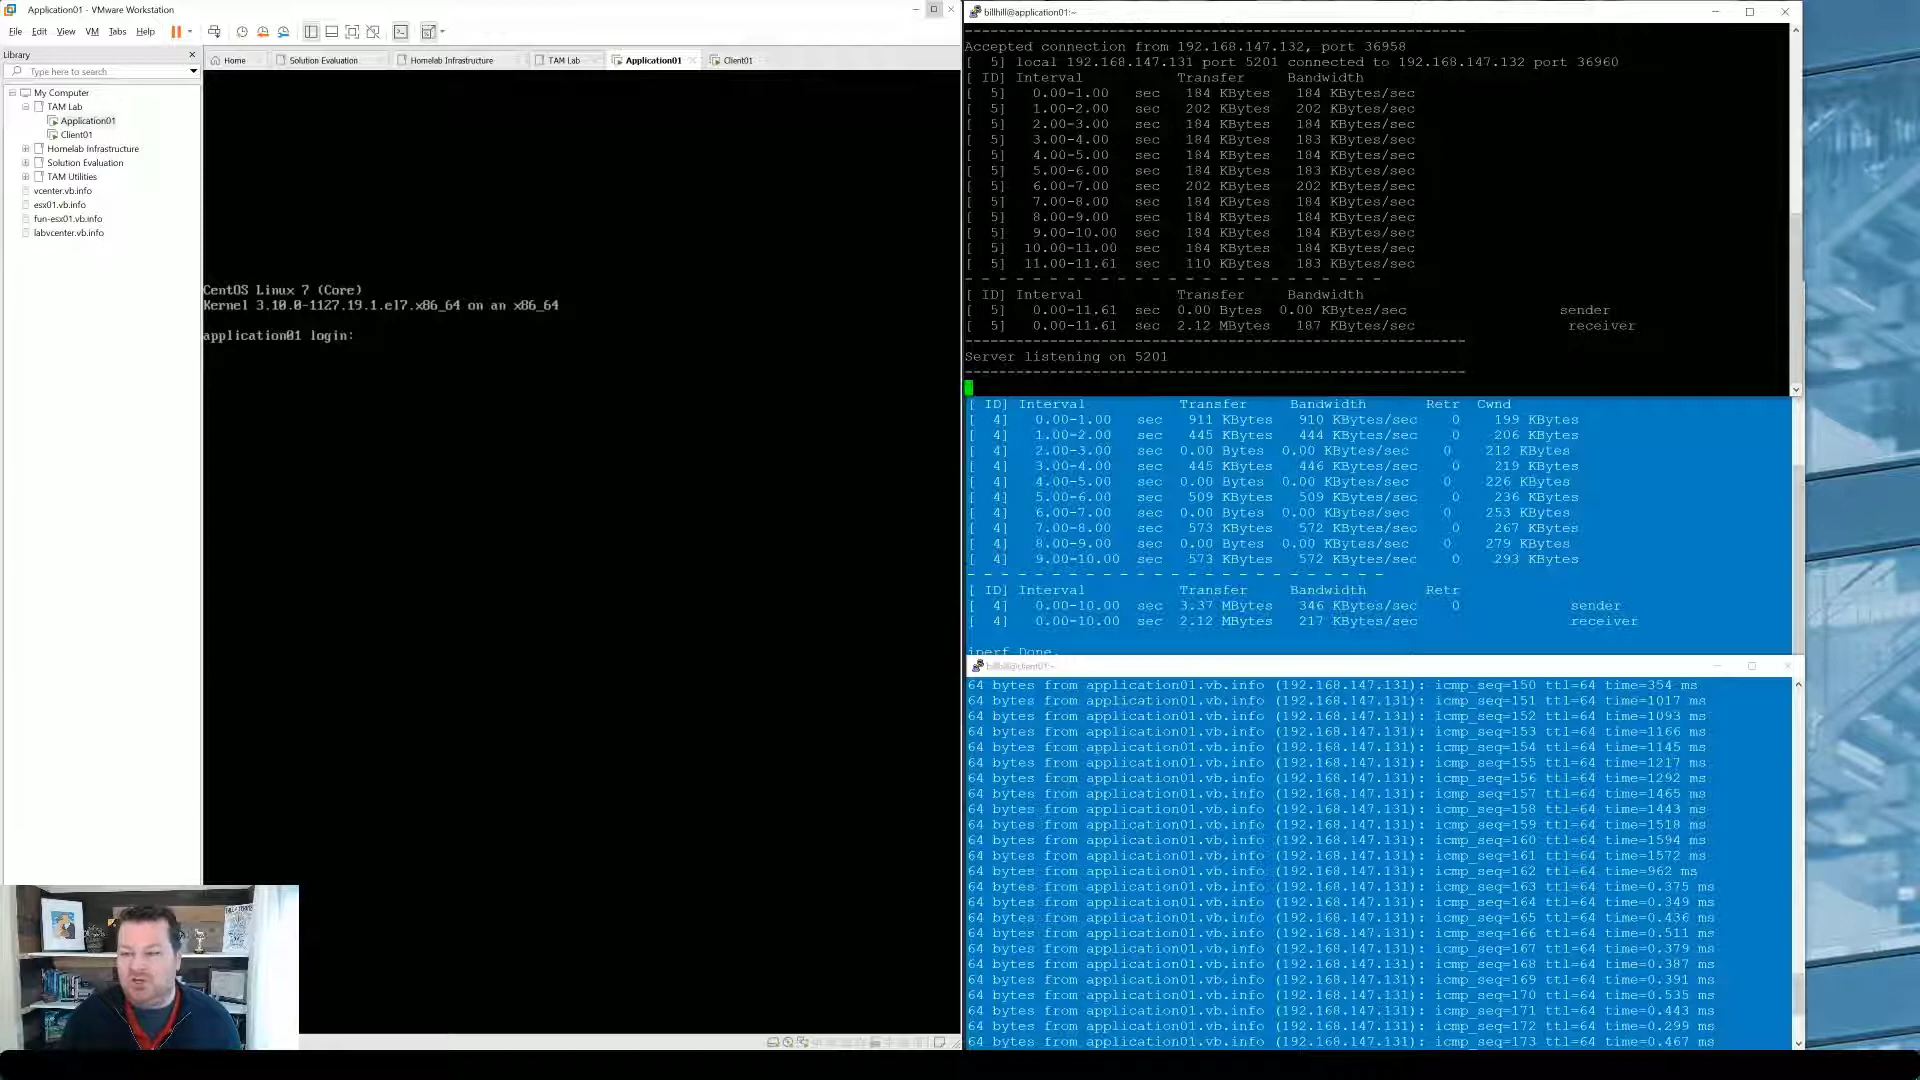 Application01 - VMware Workstation
File Edit View VM Tabs Help
Library
Type here to search
My Computer
TAM Lab
Application01
Client01
Homelab Infrastructure
Solution Evaluation
TAM Utilities
vcenter.vb.info
esx01.vb.info
fun-esx01.vb.info
labvcenter.vb.info
Home Solution Evaluation Homelab Infrastructure TAM Lab Application01 Client01
CentOS Linux 7 (Core)
Kernel 3.10.0-1127.19.1.el7.x86_64 on an x86_64
application01 login:
billhill@application01:~
-----------------------------------------------------------
Accepted connection from 192.168.147.132, port 36958
[  5] local 192.168.147.131 port 5201 connected to 192.168.147.132 port 36960
[ ID] Interval Transfer Bandwidth
[  5] 0.00-1.00 sec 184 KBytes 184 KBytes/sec
[  5] 1.00-2.00 sec 202 KBytes 202 KBytes/sec
[  5] 2.00-3.00 sec 184 KBytes 184 KBytes/sec
[  5] 3.00-4.00 sec 184 KBytes 183 KBytes/sec
[  5] 4.00-5.00 sec 184 KBytes 184 KBytes/sec
[  5] 5.00-6.00 sec 184 KBytes 183 KBytes/sec
[  5] 6.00-7.00 sec 202 KBytes 202 KBytes/sec
[  5] 7.00-8.00 sec 184 KBytes 184 KBytes/sec
[  5] 8.00-9.00 sec 184 KBytes 184 KBytes/sec
[  5] 9.00-10.00 sec 184 KBytes 184 KBytes/sec
[  5] 10.00-11.00 sec 184 KBytes 184 KBytes/sec
[  5] 11.00-11.61 sec 110 KBytes 183 KBytes/sec
- - - - - - - - - - - - - - - - - - - - - - - - -
[ ID] Interval Transfer Bandwidth
[  5] 0.00-11.61 sec 0.00 Bytes 0.00 KBytes/sec sender
[  5] 0.00-11.61 sec 2.12 MBytes 187 KBytes/sec receiver
-----------------------------------------------------------
Server listening on 5201
-----------------------------------------------------------
[ ID] Interval Transfer Bandwidth Retr Cwnd
[  4] 0.00-1.00 sec 911 KBytes 910 KBytes/sec 0 199 KBytes
[  4] 1.00-2.00 sec 445 KBytes 444 KBytes/sec 0 206 KBytes
[  4] 2.00-3.00 sec 0.00 Bytes 0.00 KBytes/sec 0 212 KBytes
[  4] 3.00-4.00 sec 445 KBytes 446 KBytes/sec 0 219 KBytes
[  4] 4.00-5.00 sec 0.00 Bytes 0.00 KBytes/sec 0 226 KBytes
[  4] 5.00-6.00 sec 509 KBytes 509 KBytes/sec 0 236 KBytes
[  4] 6.00-7.00 sec 0.00 Bytes 0.00 KBytes/sec 0 253 KBytes
[  4] 7.00-8.00 sec 573 KBytes 572 KBytes/sec 0 267 KBytes
[  4] 8.00-9.00 sec 0.00 Bytes 0.00 KBytes/sec 0 279 KBytes
[  4] 9.00-10.00 sec 573 KBytes 572 KBytes/sec 0 293 KBytes
- - - - - - - - - - - - - - - - - - - - - - - - -
[ ID] Interval Transfer Bandwidth Retr
[  4] 0.00-10.00 sec 3.37 MBytes 346 KBytes/sec 0 sender
[  4] 0.00-10.00 sec 2.12 MBytes 217 KBytes/sec receiver
iperf Done.
billhill@client01:~
64 bytes from application01.vb.info (192.168.147.131): icmp_seq=150 ttl=64 time=354 ms
64 bytes from application01.vb.info (192.168.147.131): icmp_seq=151 ttl=64 time=1017 ms
64 bytes from application01.vb.info (192.168.147.131): icmp_seq=152 ttl=64 time=1093 ms
64 bytes from application01.vb.info (192.168.147.131): icmp_seq=153 ttl=64 time=1166 ms
64 bytes from application01.vb.info (192.168.147.131): icmp_seq=154 ttl=64 time=1145 ms
64 bytes from application01.vb.info (192.168.147.131): icmp_seq=155 ttl=64 time=1217 ms
64 bytes from application01.vb.info (192.168.147.131): icmp_seq=156 ttl=64 time=1292 ms
64 bytes from application01.vb.info (192.168.147.131): icmp_seq=157 ttl=64 time=1465 ms
64 bytes from application01.vb.info (192.168.147.131): icmp_seq=158 ttl=64 time=1443 ms
64 bytes from application01.vb.info (192.168.147.131): icmp_seq=159 ttl=64 time=1518 ms
64 bytes from application01.vb.info (192.168.147.131): icmp_seq=160 ttl=64 time=1594 ms
64 bytes from application01.vb.info (192.168.147.131): icmp_seq=161 ttl=64 time=1572 ms
64 bytes from application01.vb.info (192.168.147.131): icmp_seq=162 ttl=64 time=962 ms
64 bytes from application01.vb.info (192.168.147.131): icmp_seq=163 ttl=64 time=0.375 ms
64 bytes from application01.vb.info (192.168.147.131): icmp_seq=164 ttl=64 time=0.349 ms
64 bytes from application01.vb.info (192.168.147.131): icmp_seq=165 ttl=64 time=0.436 ms
64 bytes from application01.vb.info (192.168.147.131): icmp_seq=166 ttl=64 time=0.511 ms
64 bytes from application01.vb.info (192.168.147.131): icmp_seq=167 ttl=64 time=0.379 ms
64 bytes from application01.vb.info (192.168.147.131): icmp_seq=168 ttl=64 time=0.387 ms
64 bytes from application01.vb.info (192.168.147.131): icmp_seq=169 ttl=64 time=0.391 ms
64 bytes from application01.vb.info (192.168.147.131): icmp_seq=170 ttl=64 time=0.535 ms
64 bytes from application01.vb.info (192.168.147.131): icmp_seq=171 ttl=64 time=0.443 ms
64 bytes from application01.vb.info (192.168.147.131): icmp_seq=172 ttl=64 time=0.299 ms
64 bytes from application01.vb.info (192.168.147.131): icmp_seq=173 ttl=64 time=0.467 ms